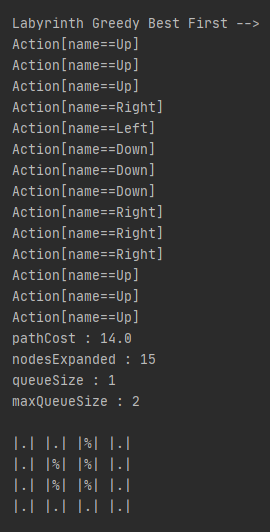 Labyrinth Greedy Best First -->
Action[name==Up]
Action[name==Up]
Action[name==Up]
Action[name==Right]
Action[name==Left]
Action[name==Down]
Action[name==Down]
Action[name==Down]
Action[name==Right]
Action[name==Right]
Action[name==Right]
Action[name==Up]
Action[name==Up]
Action[name==Up]
pathCost : 14.0
nodesExpanded : 15
queueSize : 1
maxQueueSize : 2
|.| |.| |%| |.|
|.| |%| |%| |.|
|.| |%| |%| |.|
|.| |.| |.| |.|